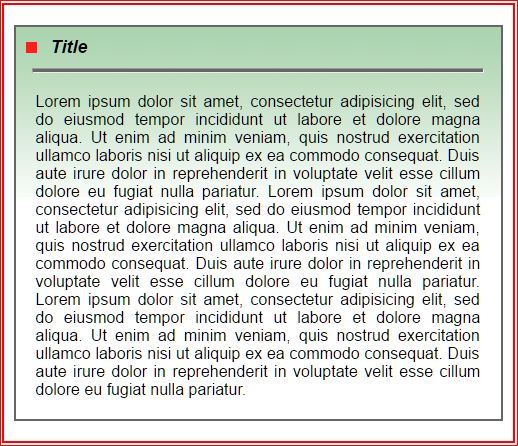 Title
Lorem ipsum dolor sit amet, consectetur adipisicing elit, sed
do eiusmod tempor incididunt ut labore et dolore magna
aliqua. Ut enim ad minim veniam, quis nostrud exercitation
ullamco laboris nisi ut aliquip ex ea commodo consequat. Duis
aute irure dolor in reprehenderit in voluptate velit esse cillum
dolore eu fugiat nulla pariatur. Lorem ipsum dolor sit amet,
consectetur adipisicing elit, sed do eiusmod tempor incididunt
ut labore et dolore magna aliqua. Ut enim ad minim veniam,
quis nostrud exercitation ullamco laboris nisi ut aliquip ex ea
commodo consequat. Duis aute irure dolor in reprehenderit in
voluptate velit esse cillum dolore eu fugiat nulla pariatur.
Lorem ipsum dolor sit amet, consectetur adipisicing elit, sed
do eiusmod tempor incididunt ut labore et dolore magna
aliqua. Ut enim ad minim veniam, quis nostrud exercitation
ullamco laboris nisi ut aliquip ex ea commodo consequat. Duis
aute irure dolor in reprehenderit in voluptate velit esse cillum
dolore eu fugiat nulla pariatur.